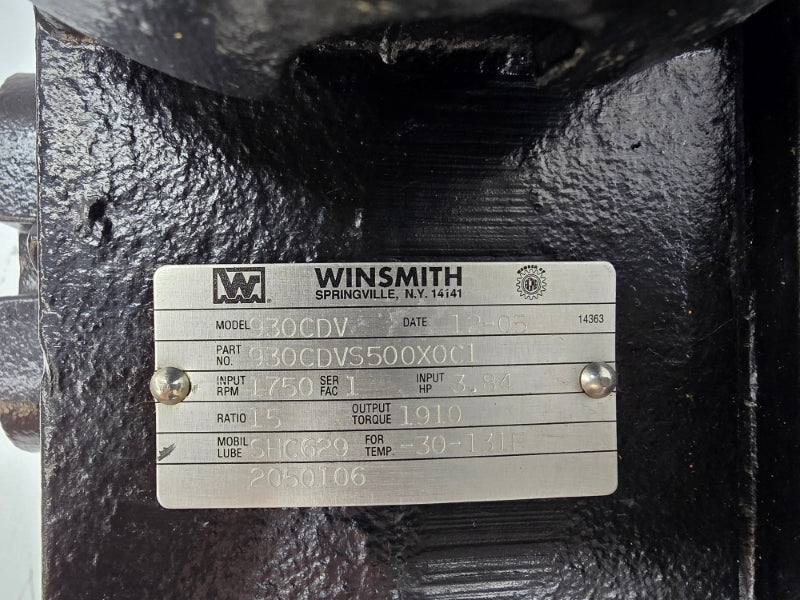 W WINSMITH
SPRINGVILLE, N.Y. 14141
MODEL 930CDV DATE 12-05 14363
PART NO. 930CDVS500X0C1
INPUT RPM 1750 SER FAC 1 INPUT HP 3.84
RATIO 15 OUTPUT TORQUE 1910
MOBIL LUBE SHC629 FOR TEMP. -30-131F
2050106